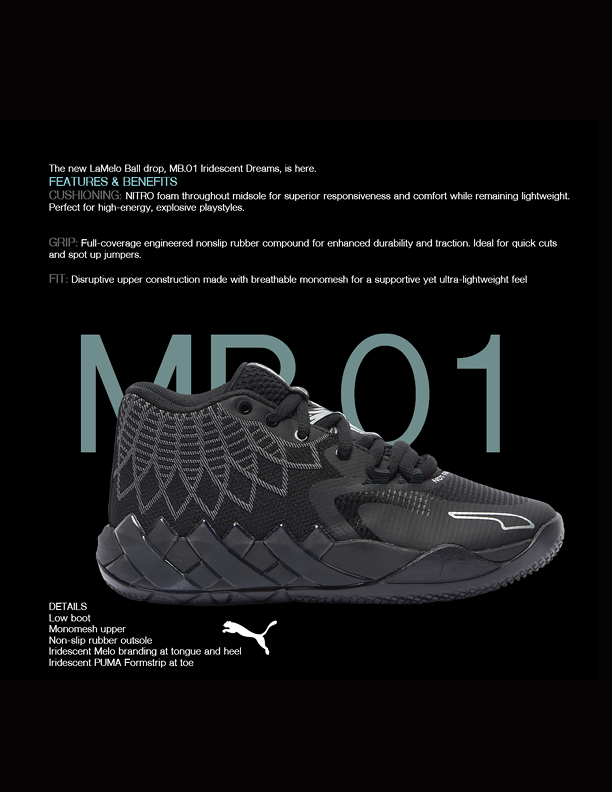 The new LaMelo Ball drop, MB.01 Iridescent Dreams, is here.
FEATURES & BENEFITS
CUSHIONING: NITRO foam throughout midsole for superior responsiveness and comfort while remaining lightweight.
Perfect for high-energy, explosive playstyles.
GRIP: Full-coverage engineered nonslip rubber compound for enhanced durability and traction. Ideal for quick cuts
and spot up jumpers.
FIT: Disruptive upper construction made with breathable monomesh for a supportive yet ultra-lightweight feel
MB.01
DETAILS
Low boot
Monomesh upper
Non-slip rubber outsole
Iridescent Melo branding at tongue and heel
Iridescent PUMA Formstrip at toe